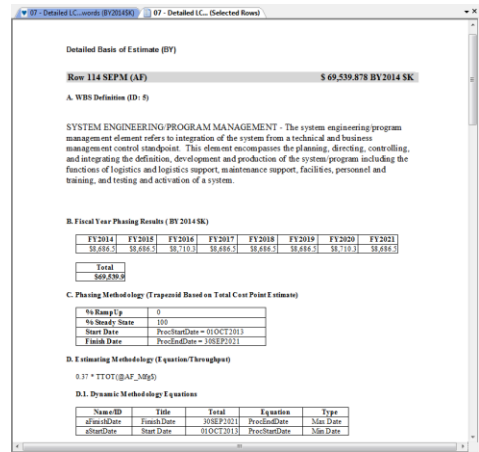 07 - Detailed LC...words (BY2014$K)
07 - Detailed LC... (Selected Rows)
Detailed Basis of Estimate (BY)
Row 114 SEPM (AF) $ 69,539.878 BY2014 $K
A. WBS Definition (ID: 5)
SYSTEM ENGINEERING/PROGRAM MANAGEMENT - The system engineering/program
management element refers to integration of the system from a technical and business
management control standpoint. This element encompasses the planning, directing, controlling,
and integrating the definition, development and production of the system/program including the
functions of logistics and logistics support, maintenance support, facilities, personnel and
training, and testing and activation of a system.
B. Fiscal Year Phasing Results ( BY 2014 $K)
FY2014 FY2015 FY2016 FY2017 FY2018 FY2019 FY2020 FY2021
$8,686.5 $8,686.5 $8,710.3 $8,686.5 $8,686.5 $8,686.5 $8,710.3 $8,686.5
Total
$69,539.9
C. Phasing Methodology (Trapezoid Based on Total Cost Point Estimate)
% Ramp Up 0
% Steady State 100
Start Date ProcStartDate = 01OCT2013
Finish Date ProcEndDate = 30SEP2021
D. Estimating Methodology (Equation/Throughput)
0.37 * TTOT(@AF_Mfg$)
D.1. Dynamic Methodology Equations
Name/ID Title Total Equation Type
aFinishDate Finish Date 30SEP2021 ProcEndDate Max Date
aStartDate Start Date 01OCT2013 ProcStartDate Min Date